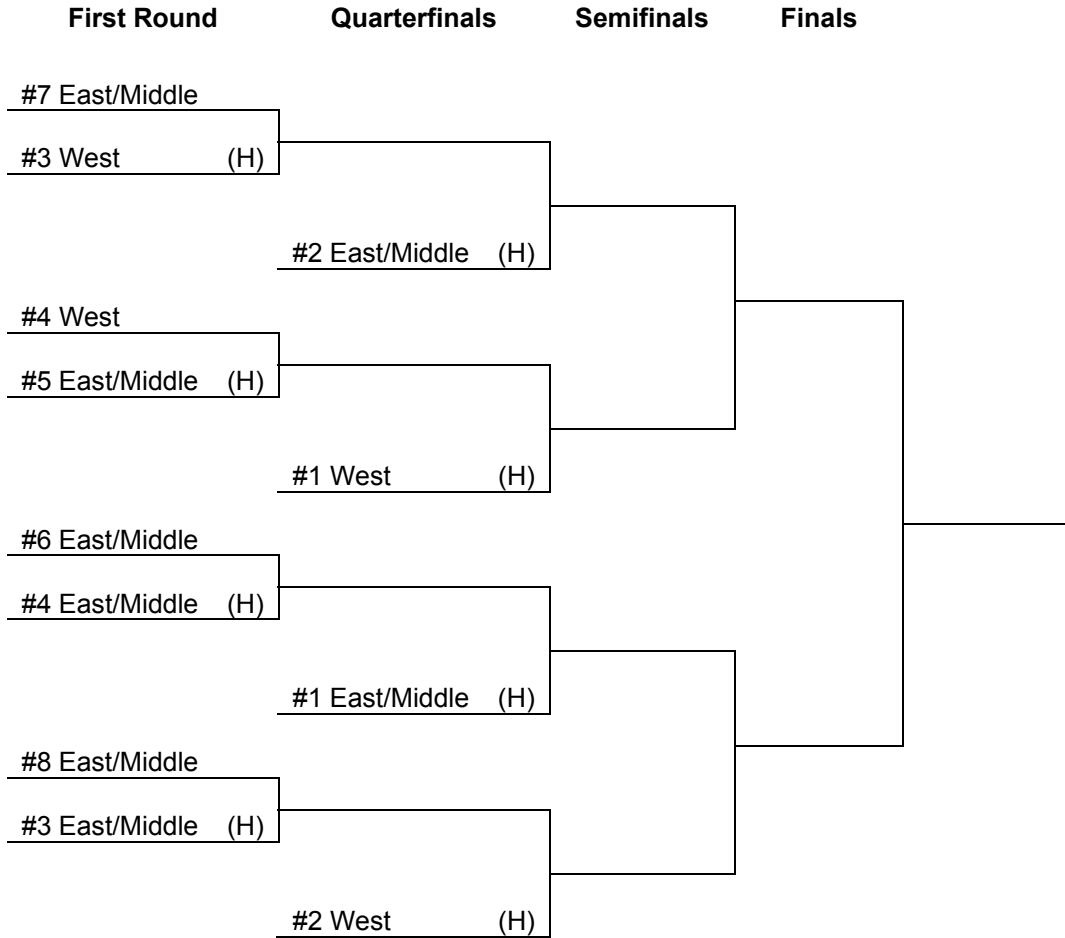 First Round Quarterfinals Semifinals Finals
#7 East/Middle
#3 West (H)
#2 East/Middle (H)
#4 West
#5 East/Middle (H)
#1 West (H)
#6 East/Middle
#4 East/Middle (H)
#1 East/Middle (H)
#8 East/Middle
#3 East/Middle (H)
#2 West (H)